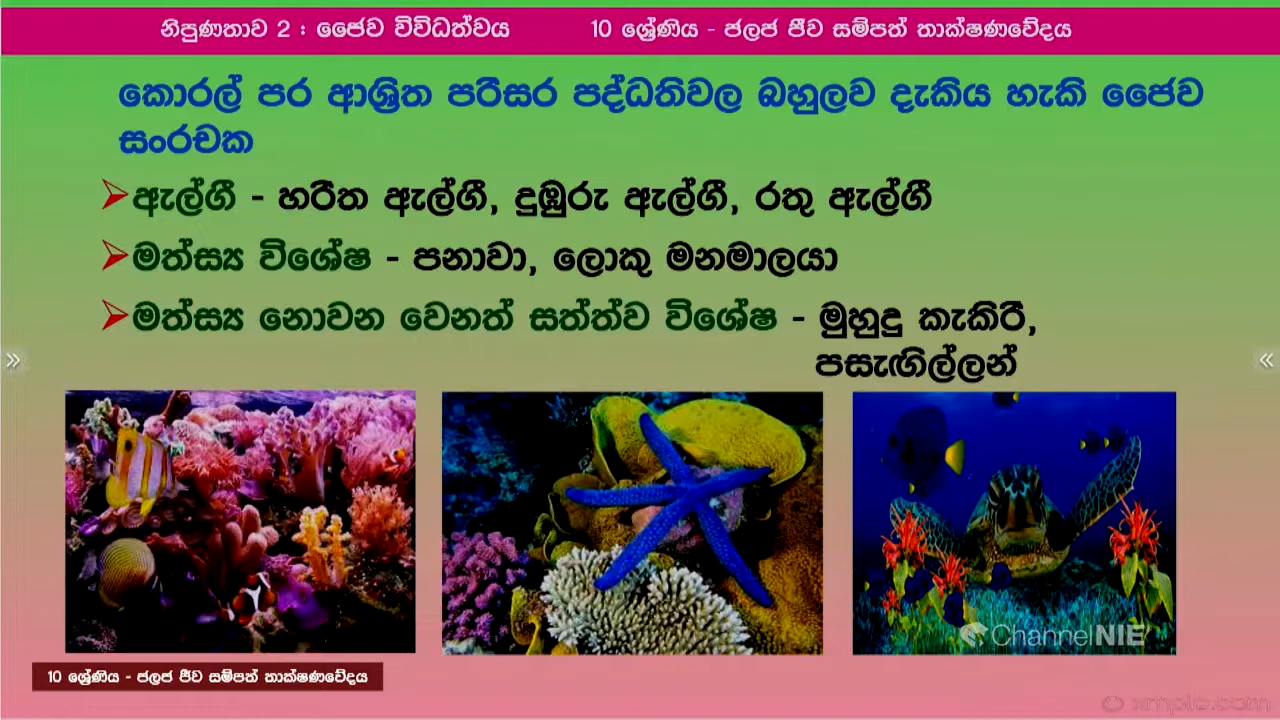 නිපුණතාව 2 : ජෛව විවිධත්වය 10 ශ්‍රේණිය - ජලජ ජීව සම්පත් තාක්ෂණවේදය
කොරල් පර ආශ්‍රිත පරිසර පද්ධතිවල බහුලව දැකිය හැකි ජෛව
සංරචක
ඇල්ගී - හරිත ඇල්ගී, දුඹුරු ඇල්ගී, රතු ඇල්ගී
මත්ස්‍ය විශේෂ - පනාවා, ලොකු මනමාලයා
මත්ස්‍ය නොවන වෙනත් සත්ත්ව විශේෂ - මුහුදු කැකිරි,
පසැඟිල්ලන්
ChannelNIE
10 ශ්‍රේණිය - ජලජ ජීව සම්පත් තාක්ෂණවේදය